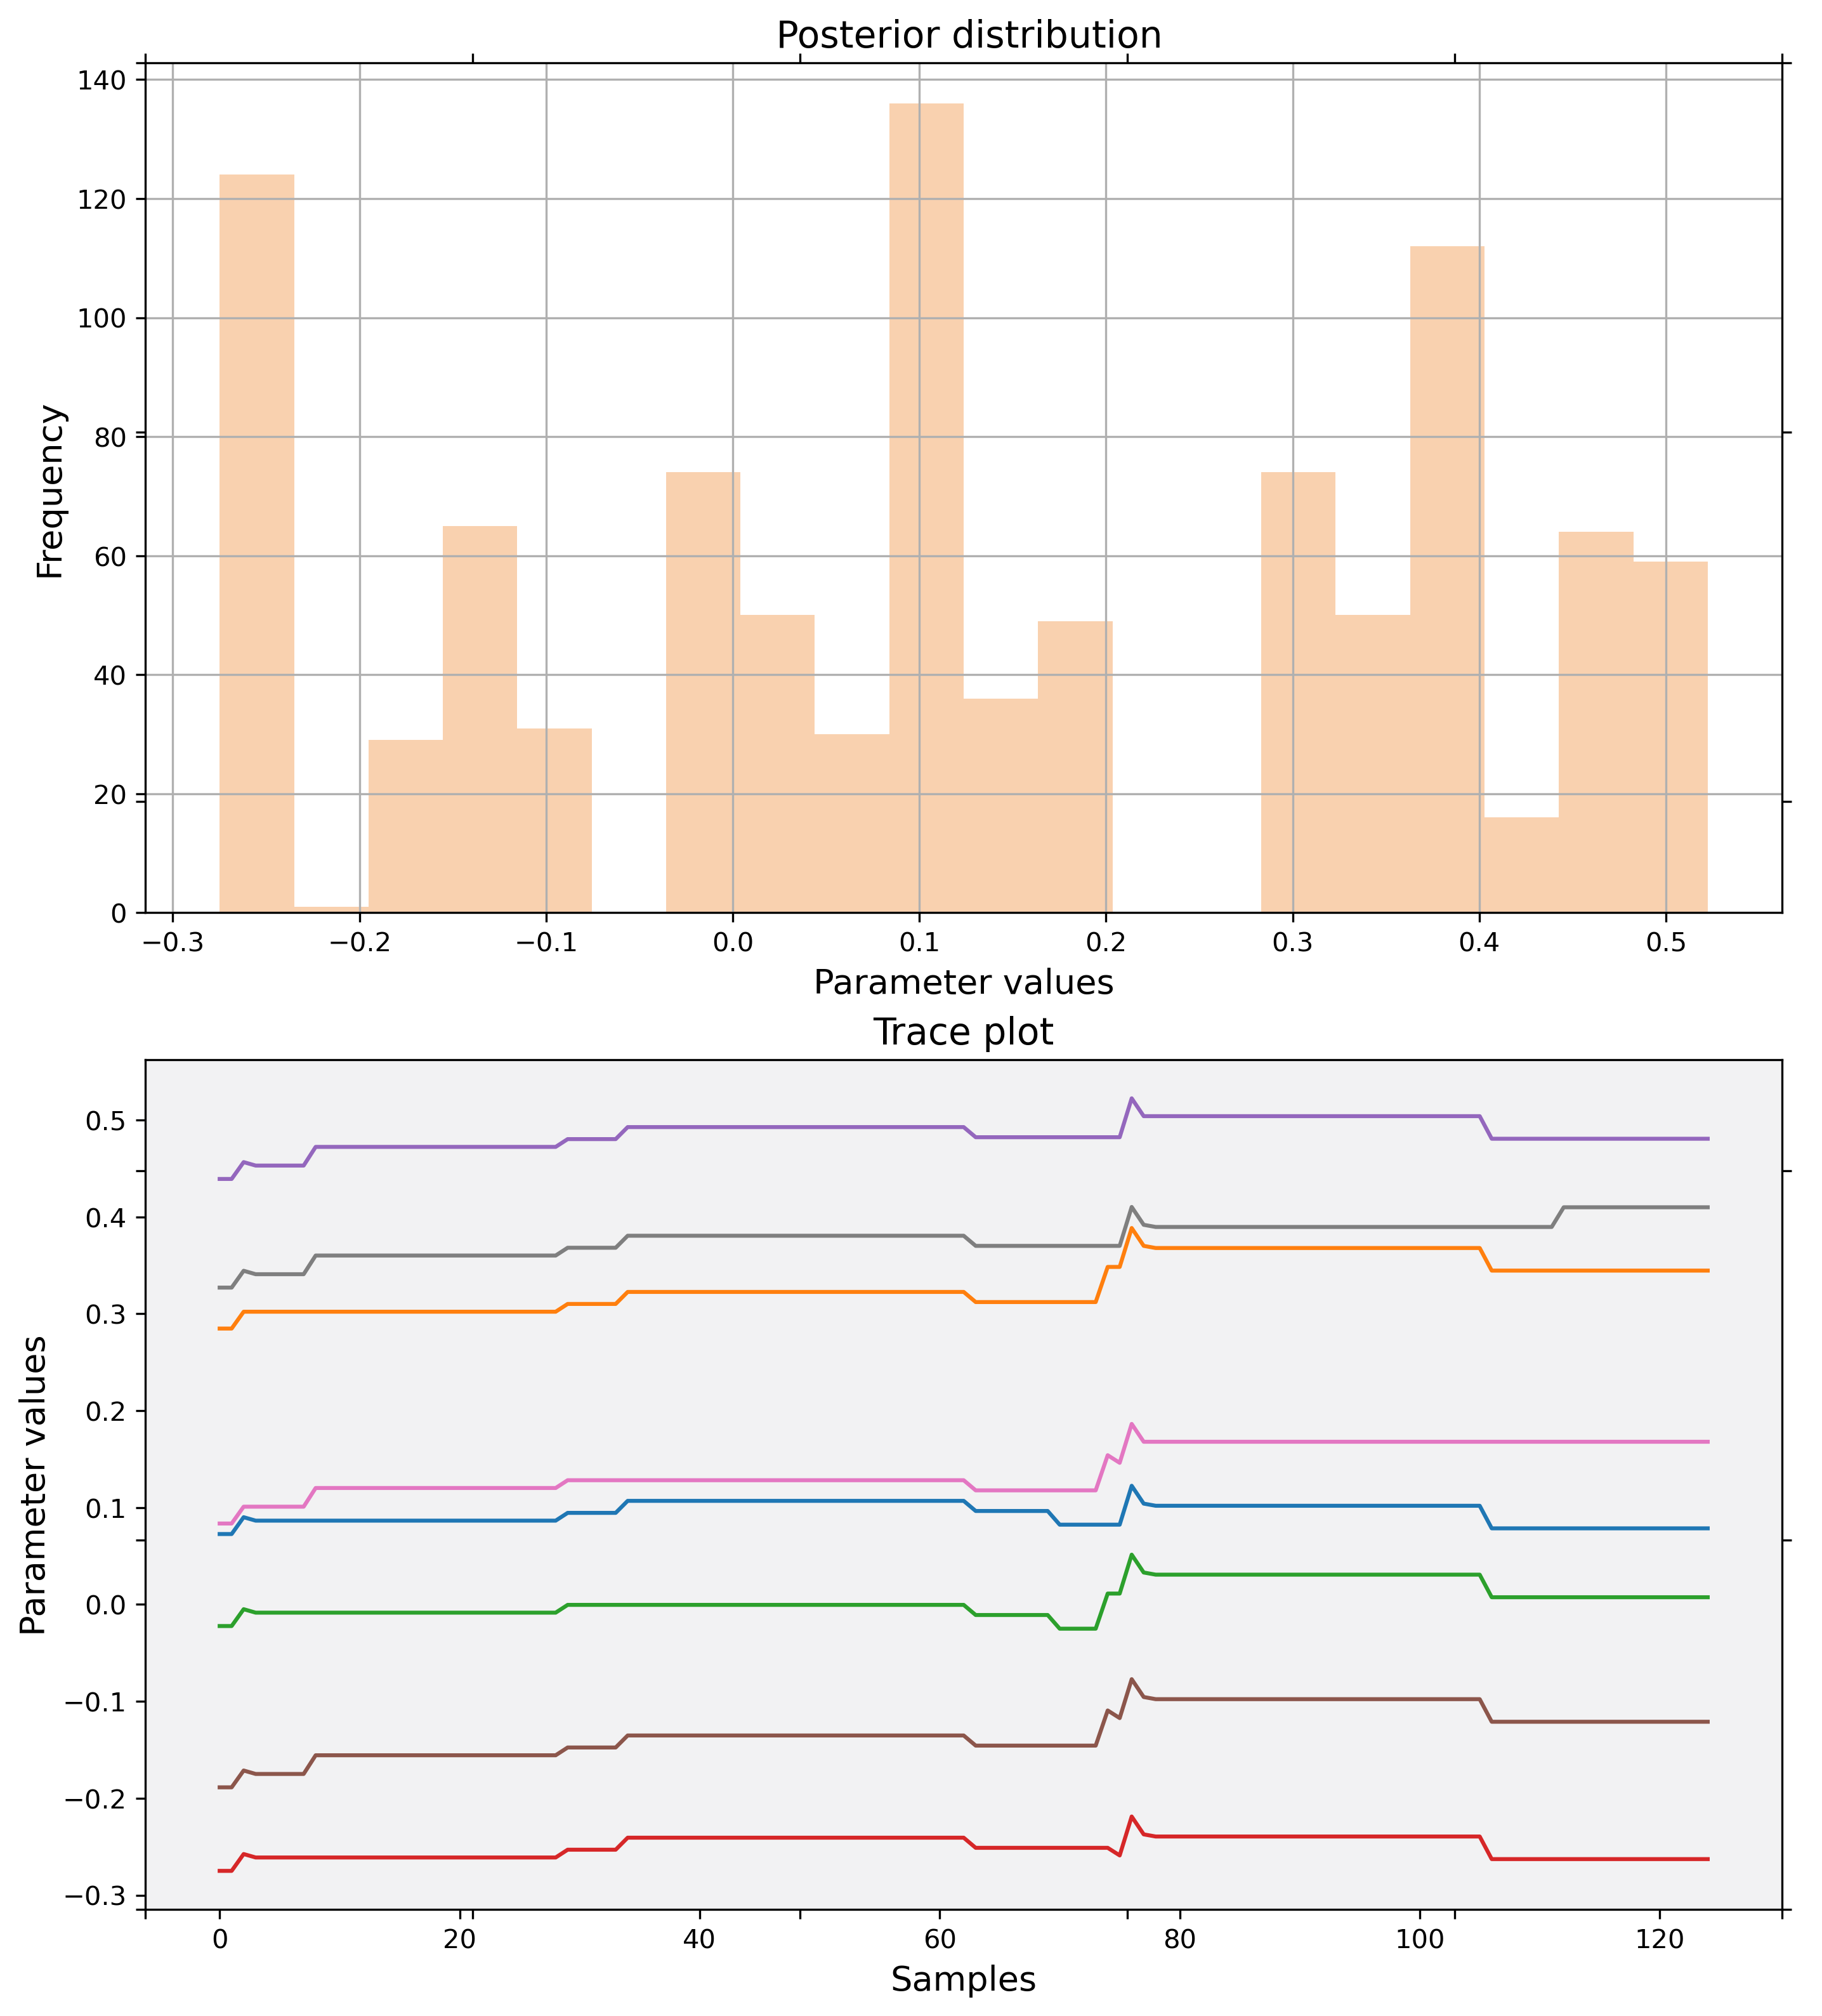 Posterior distribution
140
120
100
80
60
40
20
0
Frequency
−0.3 −0.2 −0.1 0.0 0.1 0.2 0.3 0.4 0.5
Parameter values
Trace plot
0.5
0.4
0.3
0.2
0.1
0.0
−0.1
−0.2
−0.3
Parameter values
0 20 40 60 80 100 120
Samples